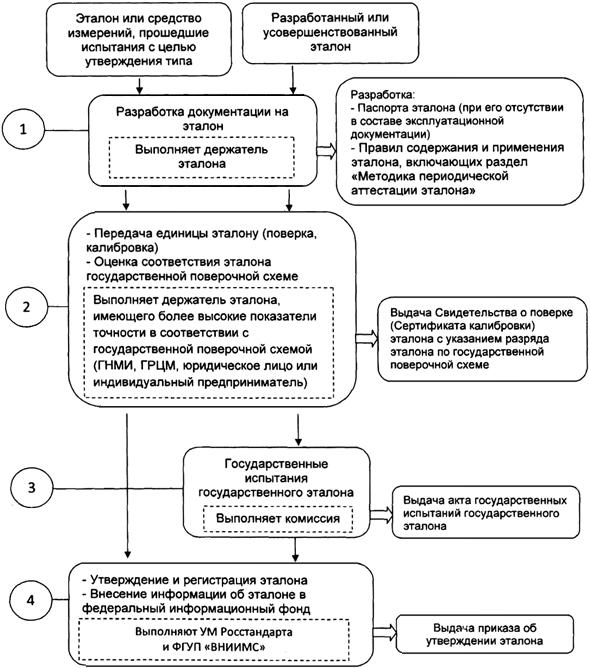 Эталон или средство
измерений, прошедшие
испытания с целью
утверждения типа
Разработанный или
усовершенствованный
эталон
1
Разработка документации на
эталон
Выполняет держатель
эталона
Разработка:
- Паспорта эталона (при его отсутствии
в составе эксплуатационной
документации)
- Правил содержания и применения
эталона, включающих раздел
«Методика периодической
аттестации эталона»
2
- Передача единицы эталону (поверка,
калибровка)
- Оценка соответствия эталона
государственной поверочной схеме
Выполняет держатель эталона,
имеющего более высокие показатели
точности в соответствии с
государственной поверочной схемой
(ГНМИ, ГРЦМ, юридическое лицо или
индивидуальный предприниматель)
Выдача Свидетельства о поверке
(Сертификата калибровки)
эталона с указанием разряда
эталона по государственной
поверочной схеме
3
Государственные
испытания
государственного эталона
Выполняет комиссия
Выдача акта государственных
испытаний государственного
эталона
4
- Утверждение и регистрация эталона
- Внесение информации об эталоне в
федеральный информационный фонд
Выполняют УМ Росстандарта
и ФГУП «ВНИИМС»
Выдача приказа об
утверждении эталона